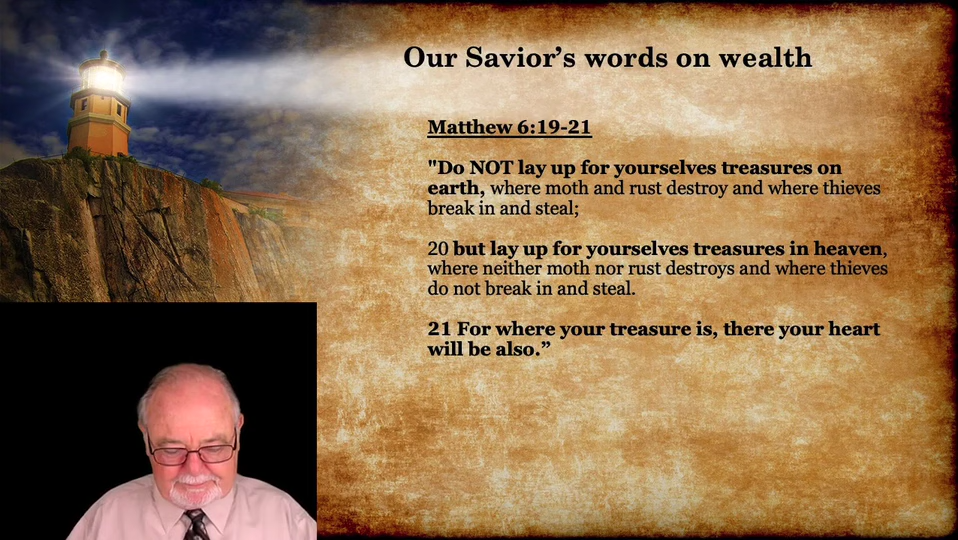 Our Savior’s words on wealth
Matthew 6:19-21
"Do NOT lay up for yourselves treasures on
earth, where moth and rust destroy and where thieves
break in and steal;
20 but lay up for yourselves treasures in heaven,
where neither moth nor rust destroys and where thieves
do not break in and steal.
21 For where your treasure is, there your heart
will be also.”